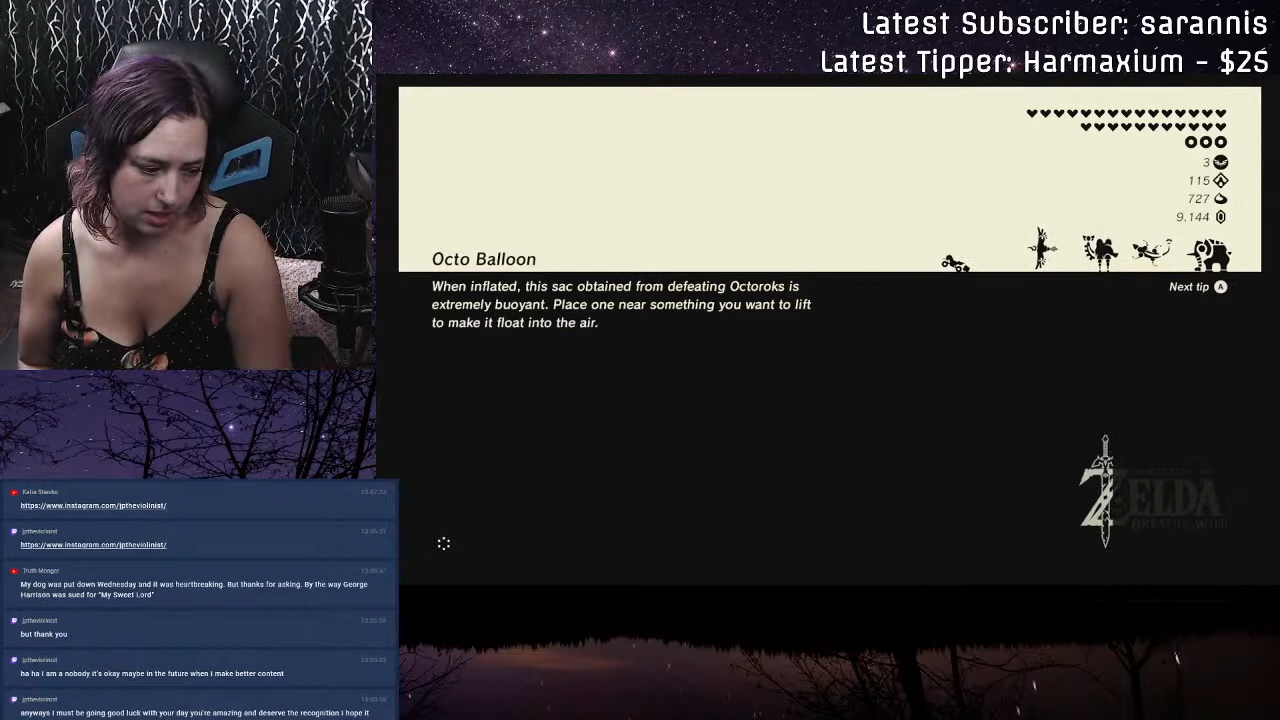 Latest Subscriber: sarannis
Latest Tipper: Harmaxium - $25
3
115
727
9,144
Octo Balloon
When inflated, this sac obtained from defeating Octoroks is
extremely buoyant. Place one near something you want to lift
to make it float into the air.
Next tip A
ZELDA
BREATH OF THE WILD
https://www.instagram.com/jptheviolinist/
jptheviolinist
https://www.instagram.com/jptheviolinist/
Truth Monger
My dog was put down Wednesday and it was heartbreaking. But thanks for asking. By the way George
Harrison was sued for "My Sweet Lord"
jptheviolinist
but thank you
jptheviolinist
ha ha I am a nobody it's okay maybe in the future when I make better content
jptheviolinist
anyways i must be going good luck with your day you're amazing and deserve the recognition i hope it